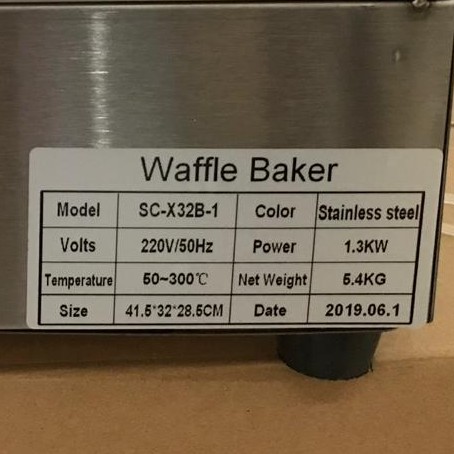 Waffle Baker
Model SC-X32B-1 Color Stainless steel
Volts 220V/50Hz Power 1.3KW
Temperature 50~300℃ Net Weight 5.4KG
Size 41.5*32*28.5CM Date 2019.06.1